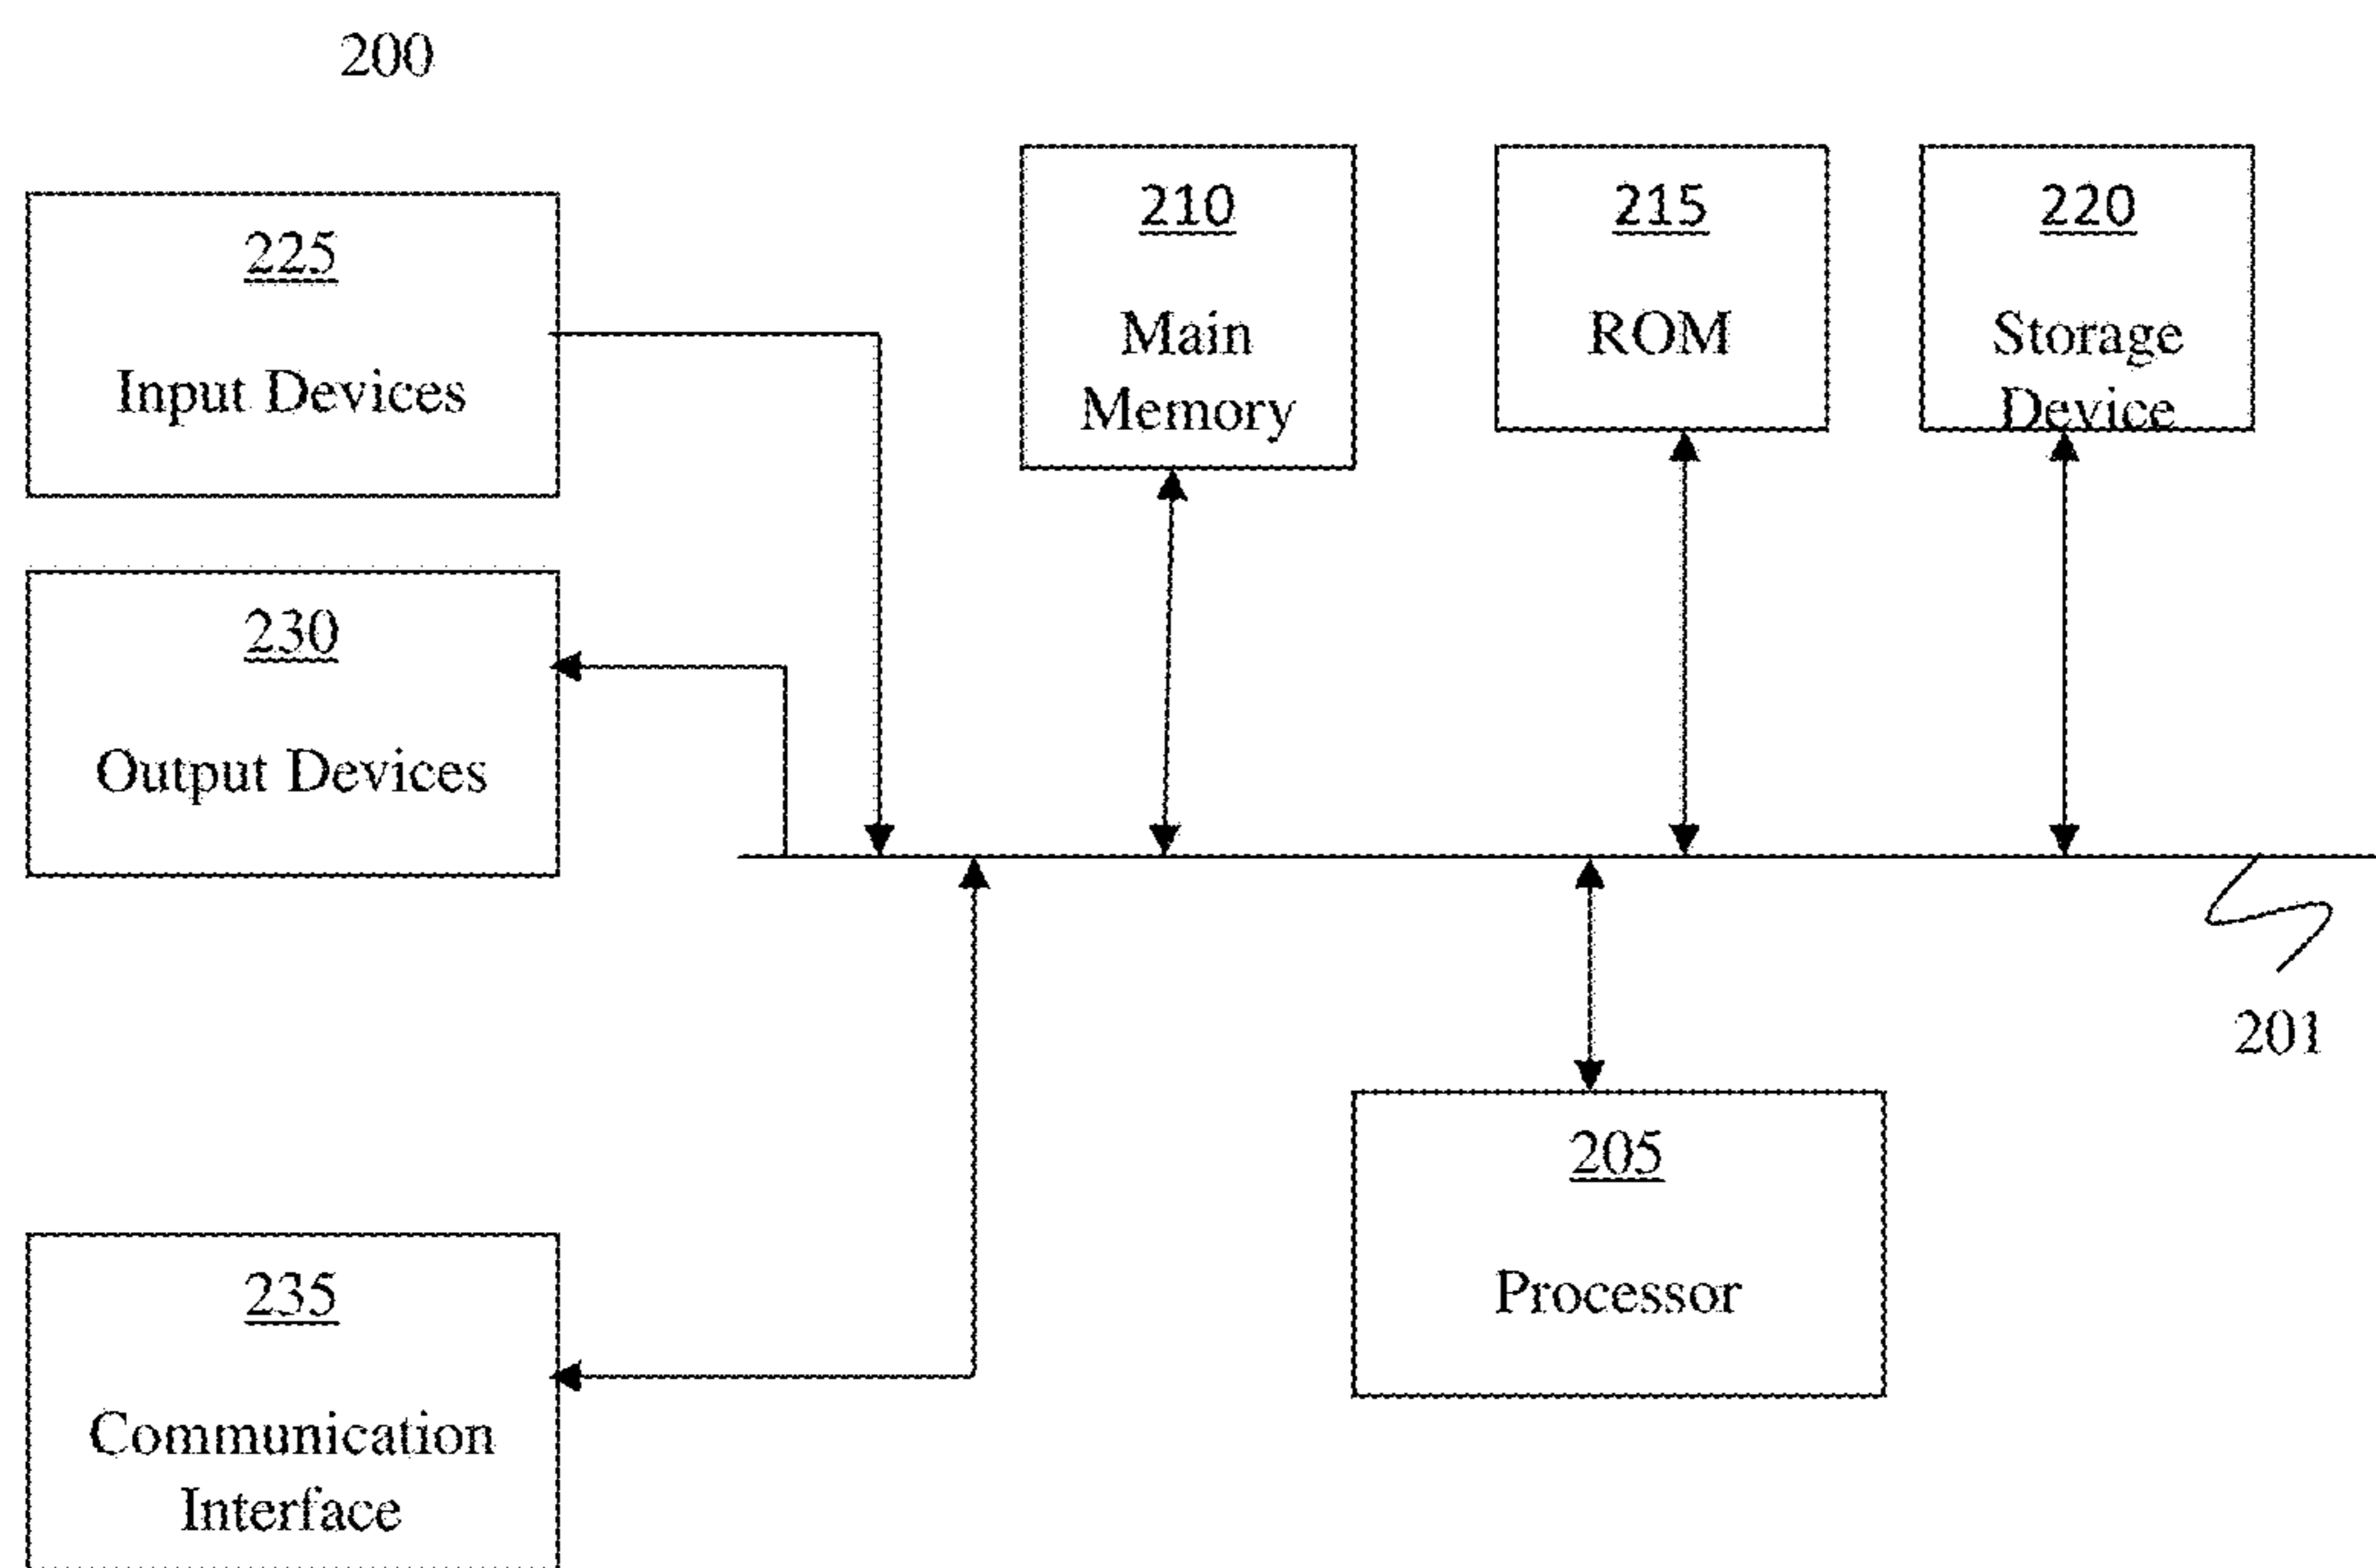 200
225
Input Devices
210
Main
Memory
215
ROM
220
Storage
Device
230
Output Devices
201
205
Processor
235
Communication
Interface